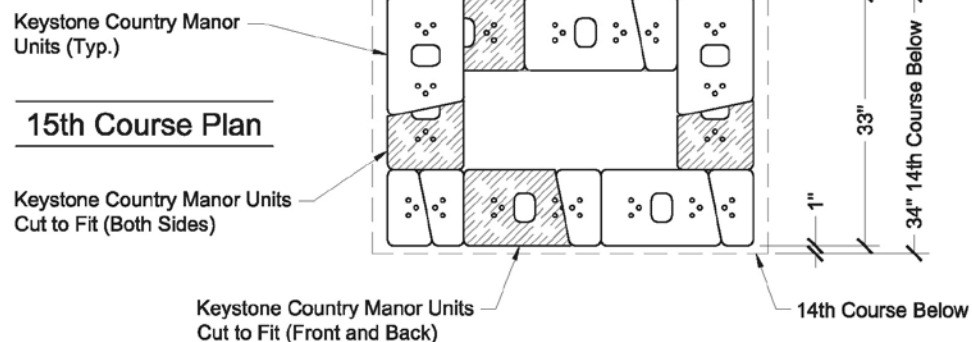 Keystone Country Manor
Units (Typ.)
15th Course Plan
Keystone Country Manor Units
Cut to Fit (Both Sides)
Keystone Country Manor Units
Cut to Fit (Front and Back)
1"
33"
34" 14th Course Below
14th Course Below